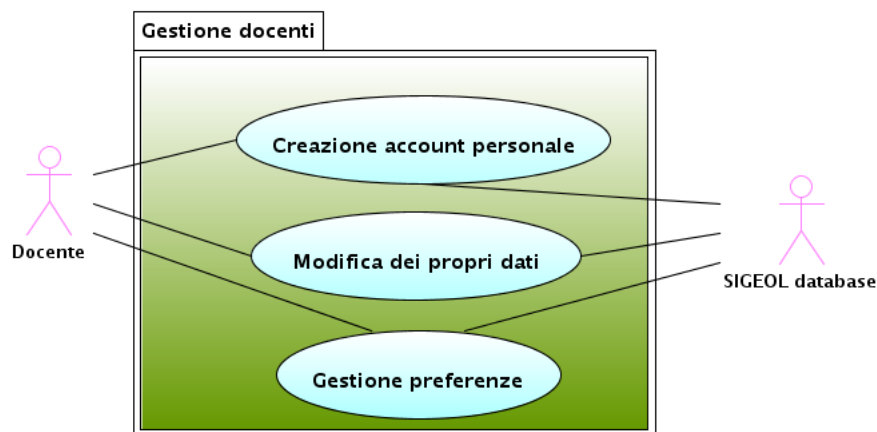 Gestione docenti
Creazione account personale
Docente
Modifica dei propri dati
SIGEOL database
Gestione preferenze